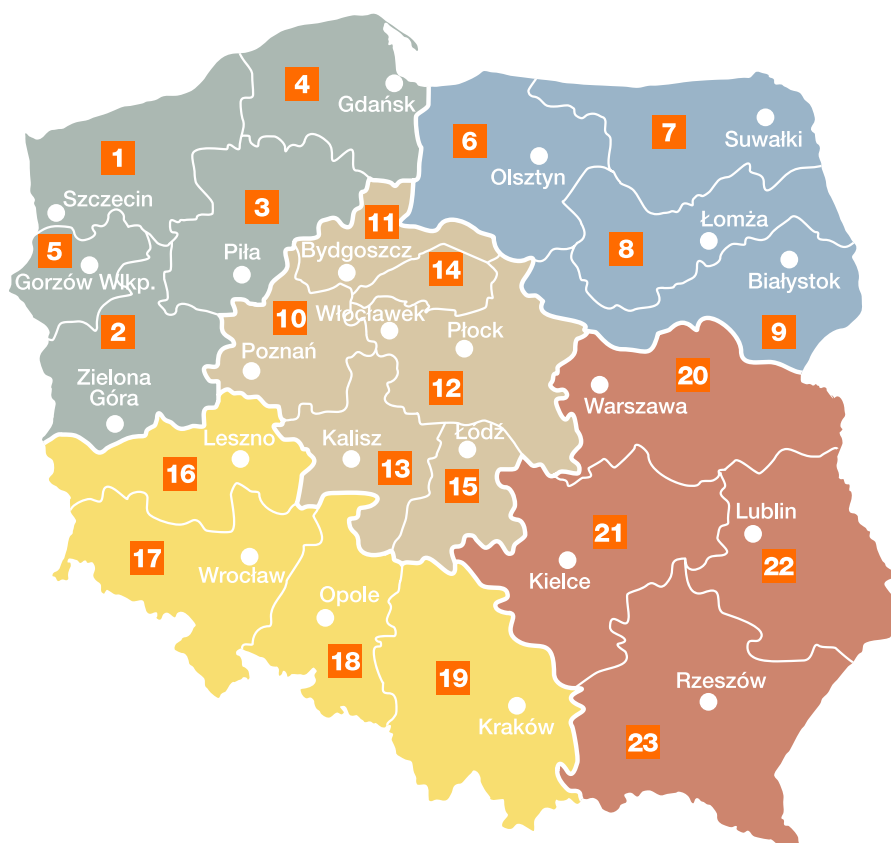 4
Gdańsk
1
6
7
Suwałki
Olsztyn
Szczecin
3
11
5
Gorzów Wlkp.
Piła
Bydgoszcz
14
8
Łomża
Białystok
2
10
Włocławek
Płock
9
Poznań
12
20
Warszawa
Zielona
Góra
Leszno
16
Kalisz
13
Łódź
15
17
Wrocław
21
Kielce
Lublin
22
Opole
18
19
Kraków
Rzeszów
23